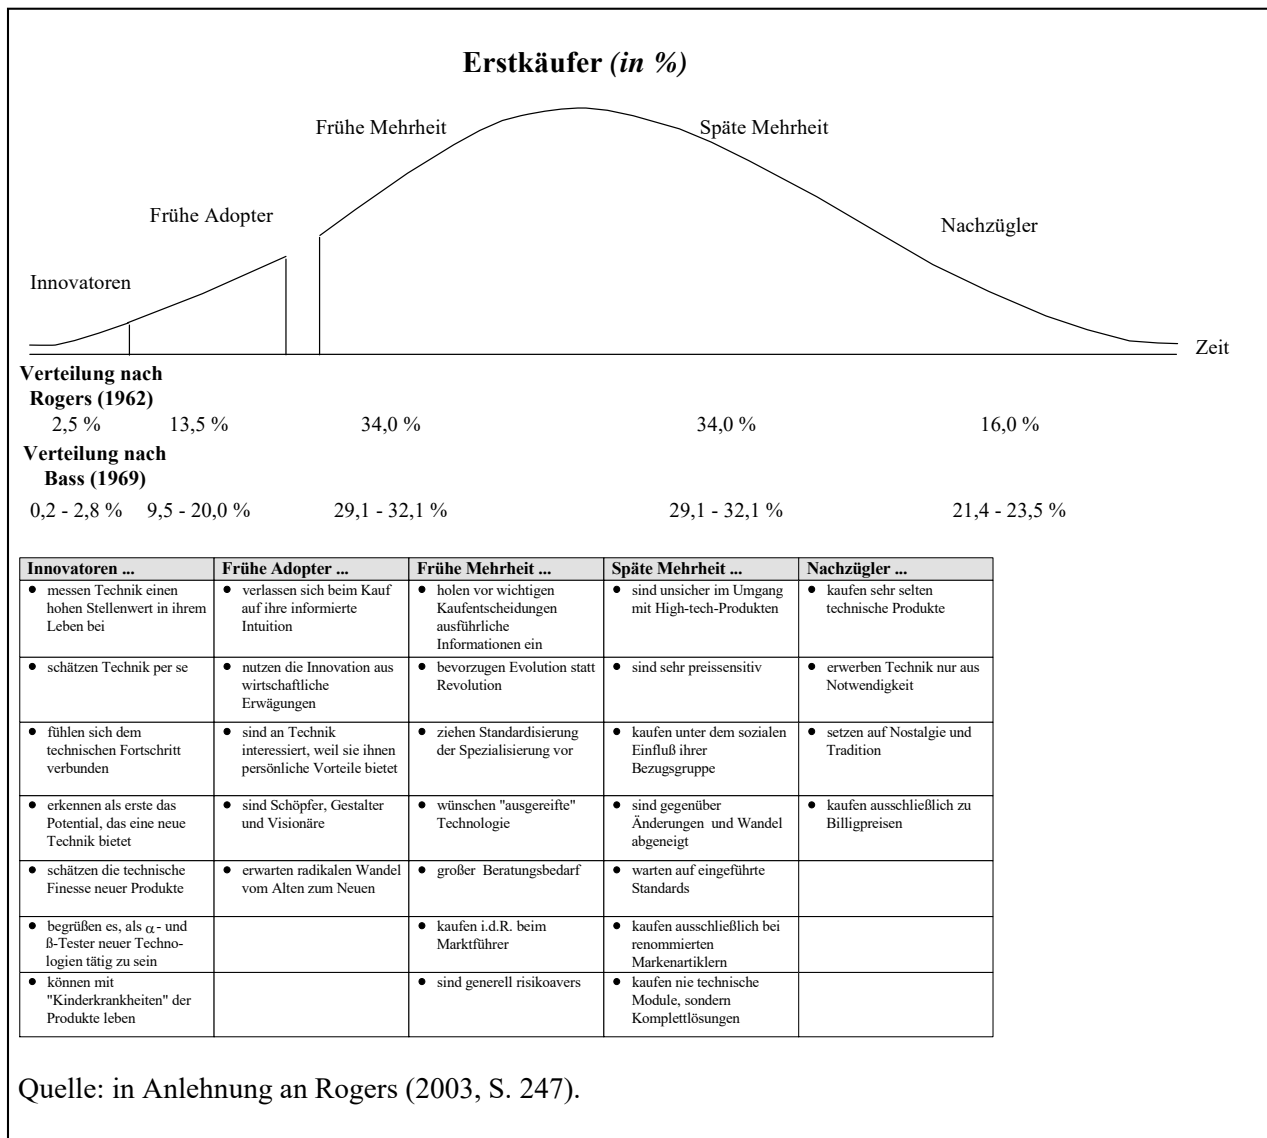 Erstkäufer (in %)
Frühe Mehrheit
Späte Mehrheit
Frühe Adopter
Nachzügler
Innovatoren
Zeit
Verteilung nach
Rogers (1962)
2,5 % 13,5 % 34,0 % 34,0 % 16,0 %
Verteilung nach
Bass (1969)
0,2 - 2,8 % 9,5 - 20,0 % 29,1 - 32,1 % 29,1 - 32,1 % 21,4 - 23,5 %
Innovatoren ... Frühe Adopter ... Frühe Mehrheit ... Späte Mehrheit ... Nachzügler ...
• messen Technik einen
hohen Stellenwert in ihrem
Leben bei
• verlassen sich beim Kauf
auf ihre informierte
Intuition
• holen vor wichtigen
Kaufentscheidungen
ausführliche
Informationen ein
• sind unsicher im Umgang
mit High-tech-Produkten
• kaufen sehr selten
technische Produkte
• schätzen Technik per se
• nutzen die Innovation aus
wirtschaftliche
Erwägungen
• bevorzugen Evolution statt
Revolution
• sind sehr preissensitiv
• erwerben Technik nur aus
Notwendigkeit
• fühlen sich dem
technischen Fortschritt
verbunden
• sind an Technik
interessiert, weil sie ihnen
persönliche Vorteile bietet
• ziehen Standardisierung
der Spezialisierung vor
• kaufen unter dem sozialen
Einfluß ihrer
Bezugsgruppe
• setzen auf Nostalgie und
Tradition
• erkennen als erste das
Potential, das eine neue
Technik bietet
• sind Schöpfer, Gestalter
und Visionäre
• wünschen "ausgereifte"
Technologie
• sind gegenüber
Änderungen und Wandel
abgeneigt
• kaufen ausschließlich zu
Billigpreisen
• schätzen die technische
Finesse neuer Produkte
• erwarten radikalen Wandel
vom Alten zum Neuen
• großer Beratungsbedarf
• warten auf eingeführte
Standards
• begrüßen es, als α- und
ß-Tester neuer Techno-
logien tätig zu sein
• kaufen i.d.R. beim
Marktführer
• kaufen ausschließlich bei
renommierten
Markenartiklern
• können mit
"Kinderkrankheiten" der
Produkte leben
• sind generell risikoavers
• kaufen nie technische
Module, sondern
Komplettlösungen
Quelle: in Anlehnung an Rogers (2003, S. 247).